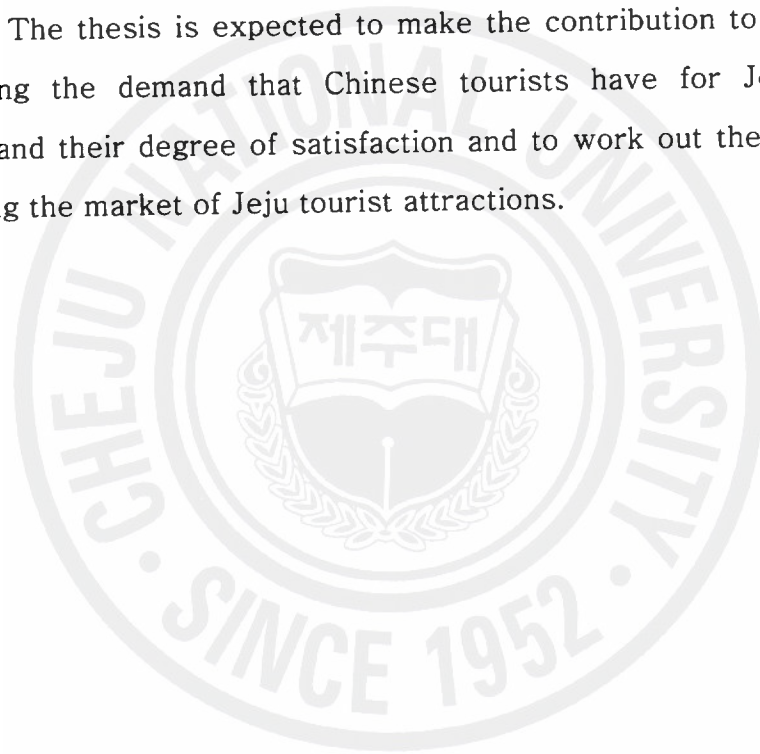 The thesis is expected to make the contribution to
ng the demand that Chinese tourists have for J
and their degree of satisfaction and to work out the
g the market of Jeju tourist attractions.
CHEJU NATIONAL UNIVERSITY
제주대
SINCE 1952